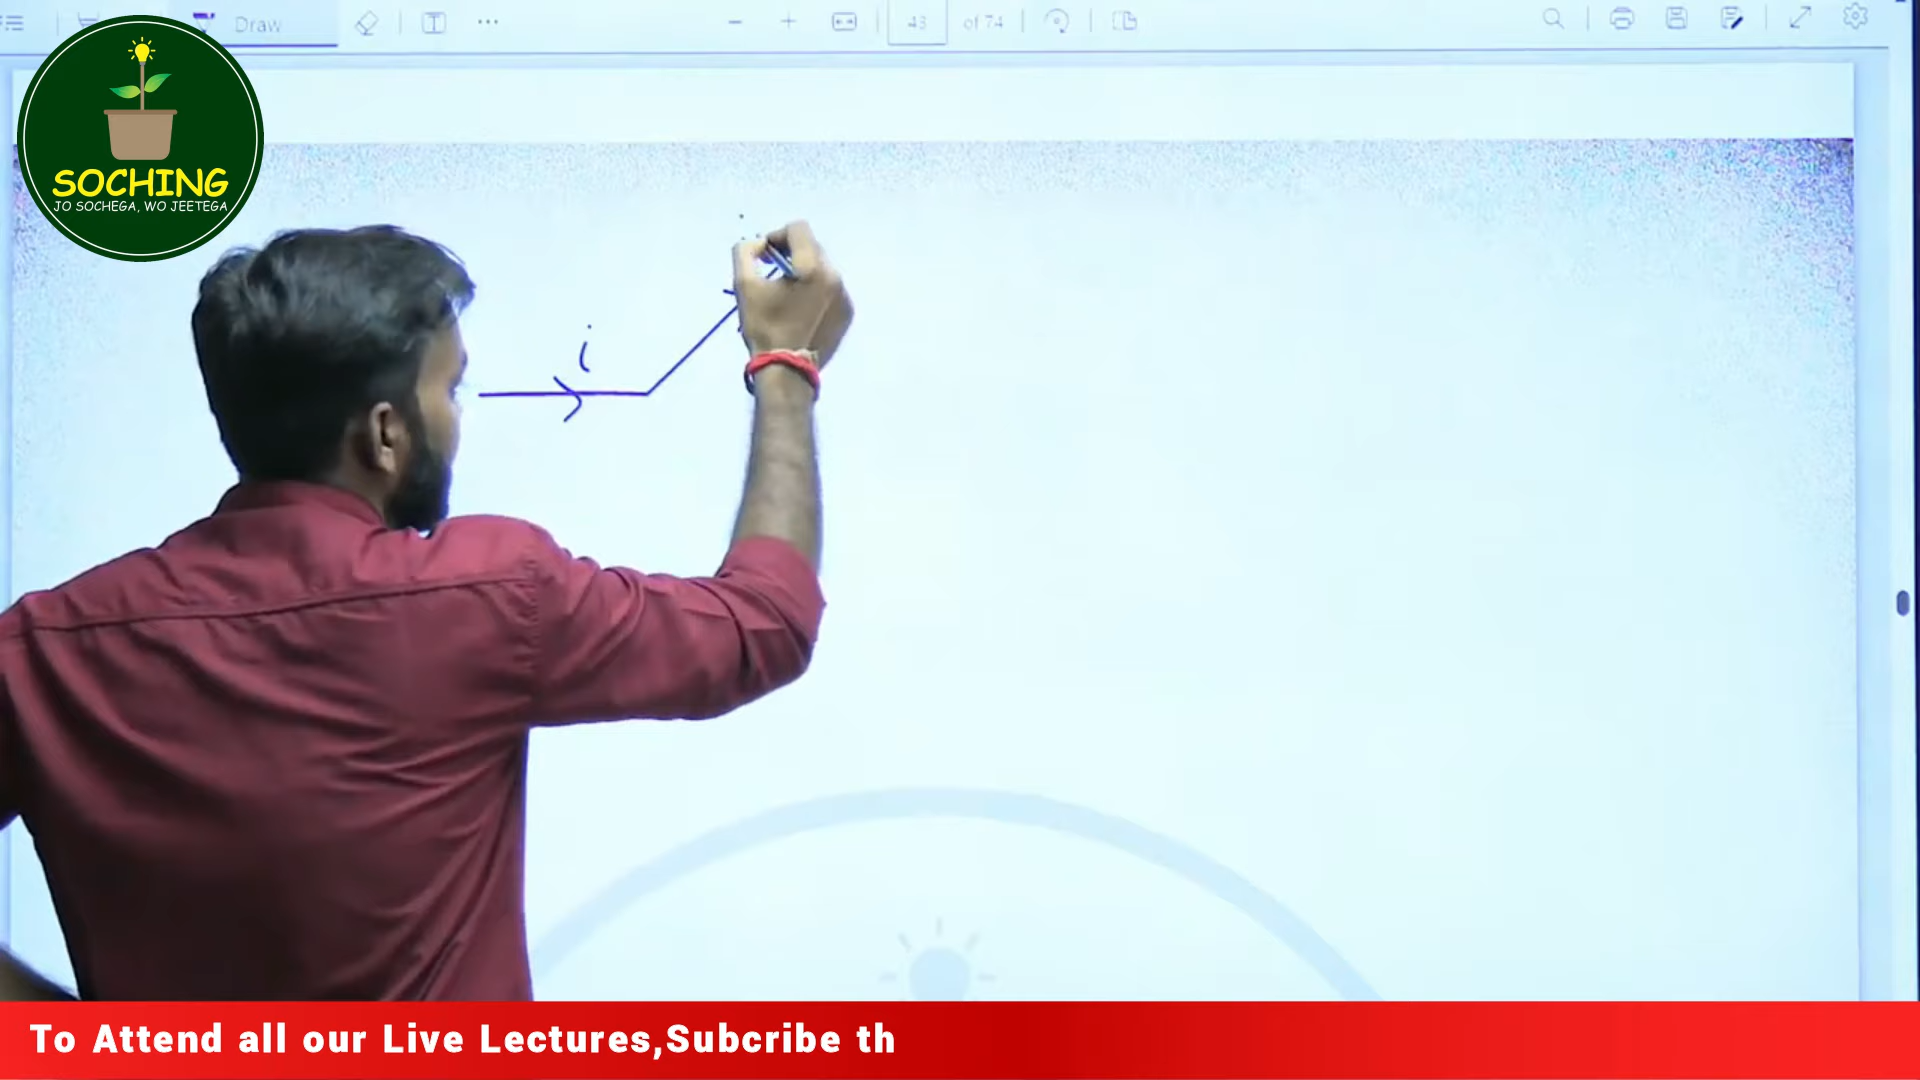 Draw
43 of 74
SOCHING
JO SOCHEGA, WO JEETEGA
i
To Attend all our Live Lectures,Subcribe th